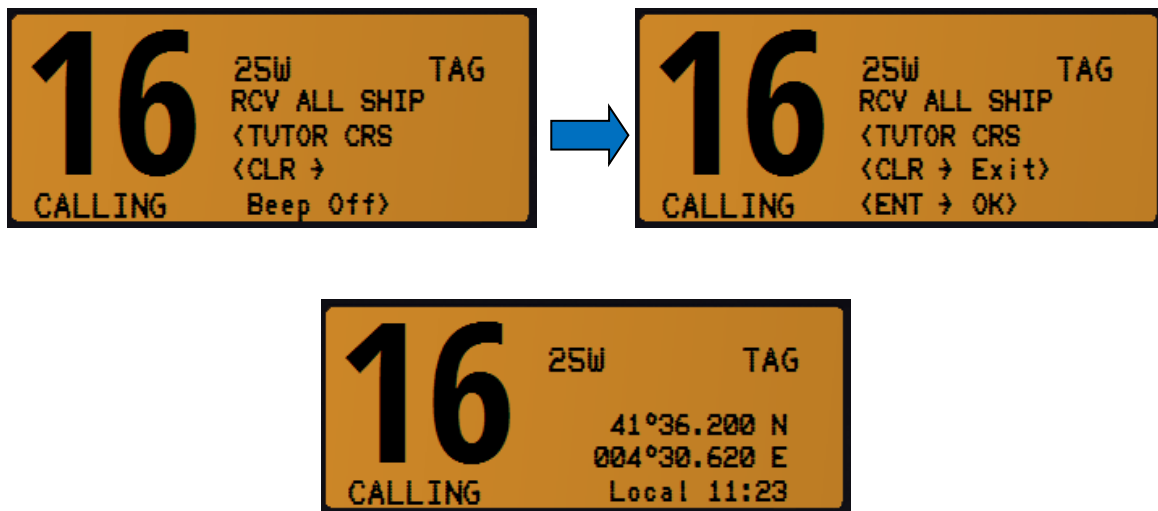 16
25W TAG
RCV ALL SHIP
<TUTOR CRS
<CLR →
CALLING Beep Off>
16
25W TAG
RCV ALL SHIP
<TUTOR CRS
<CLR → Exit>
CALLING <ENT → OK>
16
25W TAG
41°36.200 N
004°30.620 E
CALLING Local 11:23